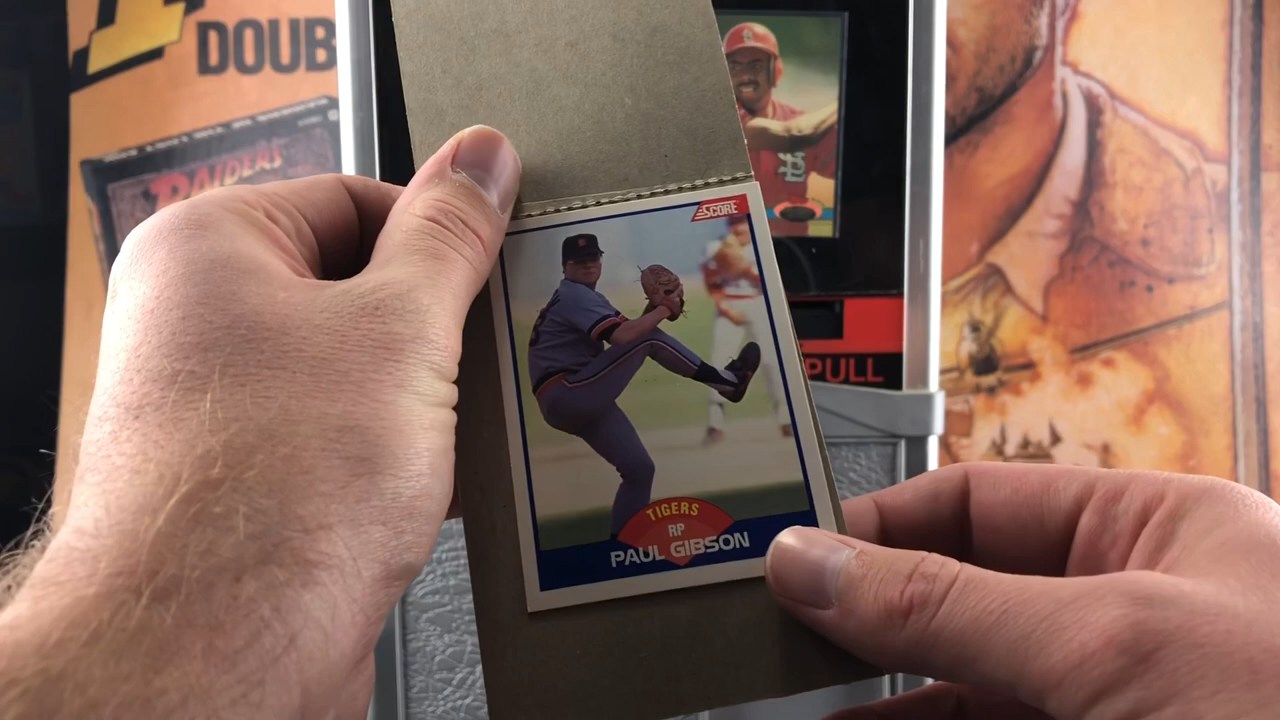 DOUB
RAIDERS
SCORE
PULL
TIGERS
RP
PAUL GIBSON